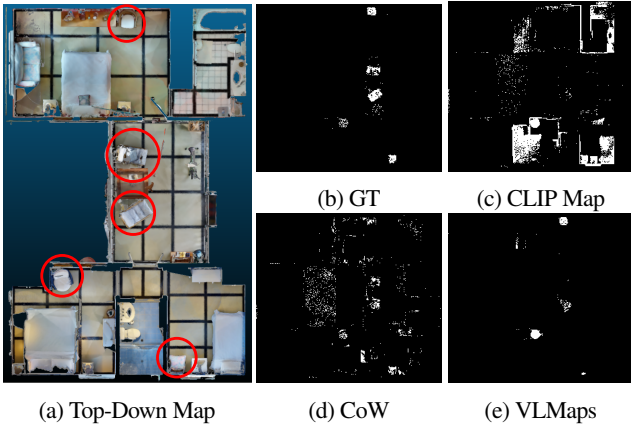 (b) GT
(c) CLIP Map
(a) Top-Down Map
(d) CoW
(e) VLMaps